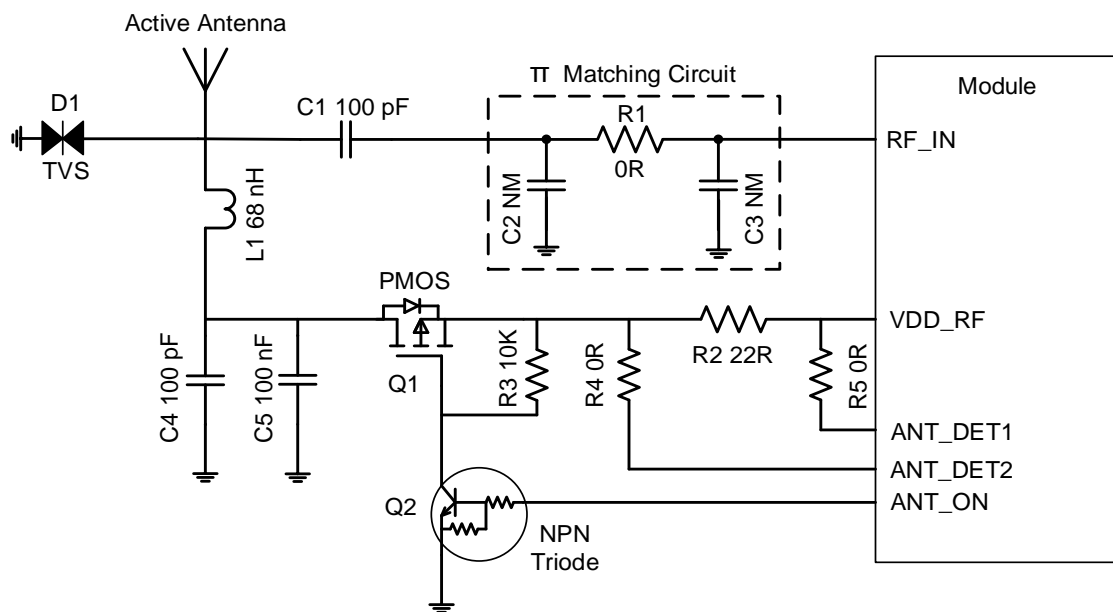 Active Antenna
π Matching Circuit
Module
D1
C1 100 pF
R1
RF_IN
TVS
0R
C2 NM
C3 NM
L1 68 nH
PMOS
VDD_RF
R2 22R
C4 100 pF
C5 100 nF
Q1
R3 10K
R4 0R
R5 0R
ANT_DET1
ANT_DET2
Q2
ANT_ON
NPN
Triode